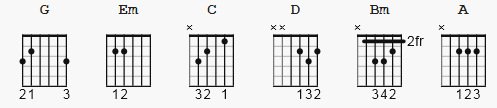 G Em C D Bm A
× ×× × ×
2fr
21 3 12 32 1 132 342 123